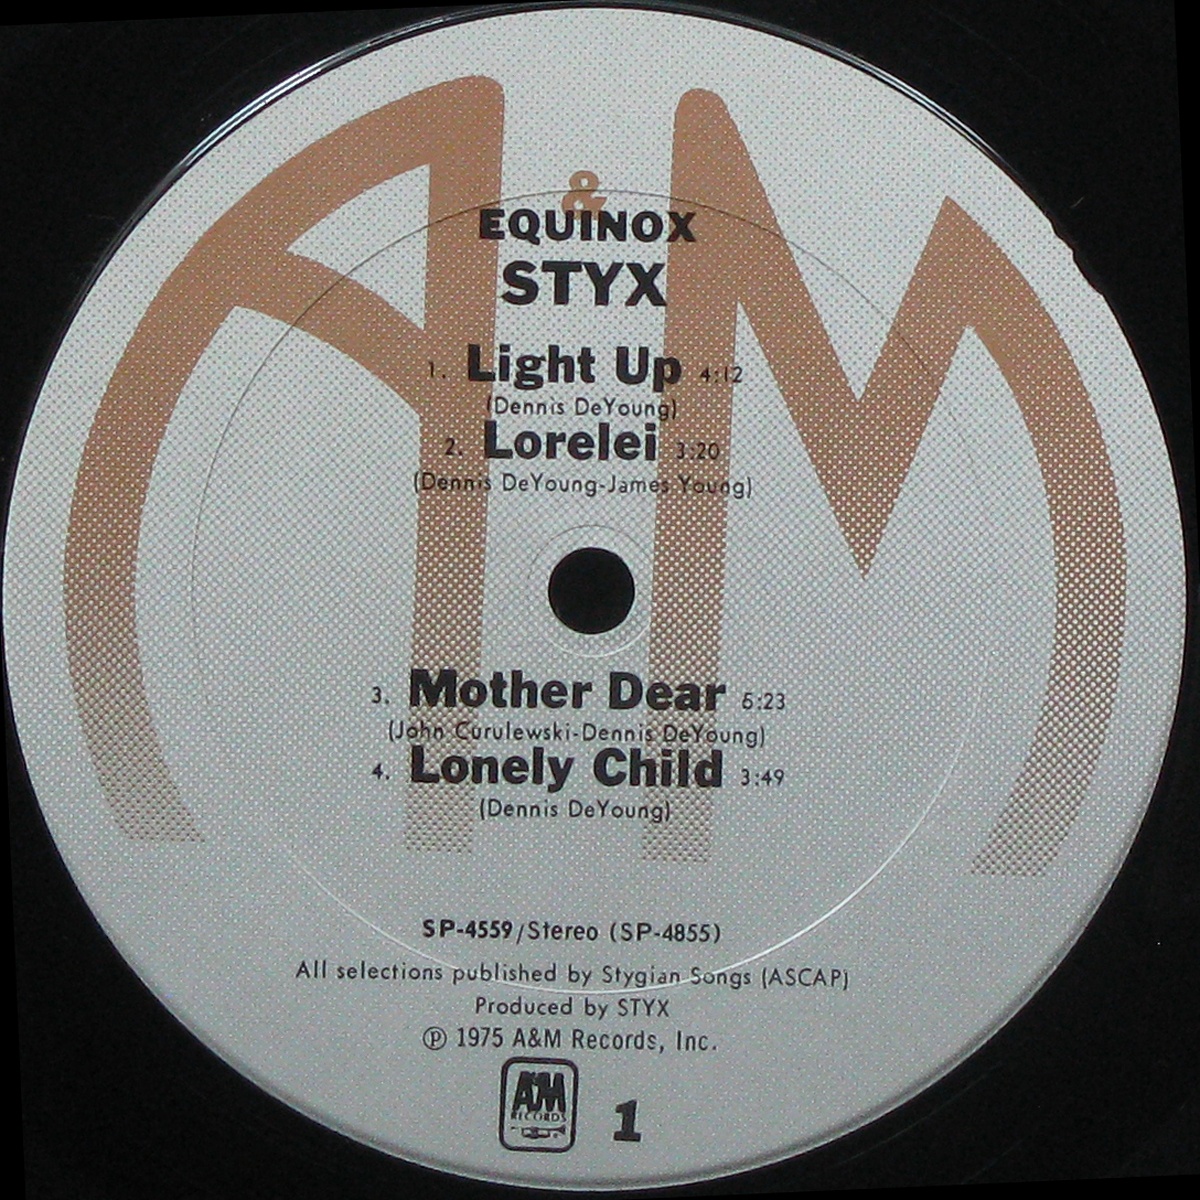 A & M
EQUINOX
STYX
1. Light Up 4:12
(Dennis DeYoung)
2. Lorelei 3:20
(Dennis DeYoung-James Young)
3. Mother Dear 5:23
(John Curulewski-Dennis DeYoung)
4. Lonely Child 3:49
(Dennis DeYoung)
SP-4559/Stereo (SP-4855)
All selections published by Stygian Songs (ASCAP)
Produced by STYX
℗ 1975 A&M Records, Inc.
A&M RECORDS 1